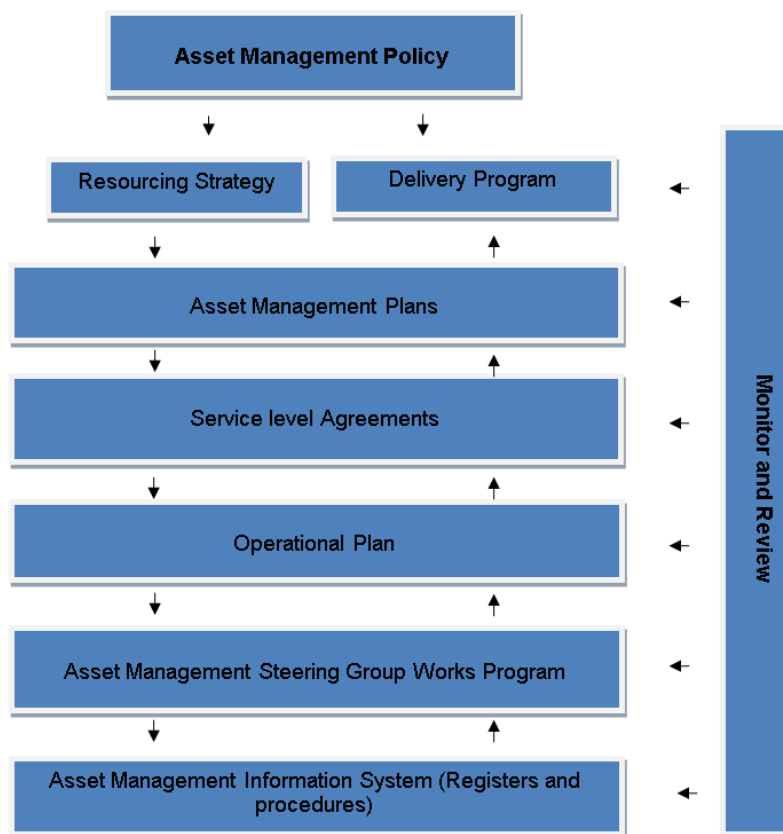 Asset Management Policy
Resourcing Strategy
Delivery Program
Asset Management Plans
Service level Agreements
Operational Plan
Asset Management Steering Group Works Program
Asset Management Information System (Registers and
procedures)
Monitor and Review